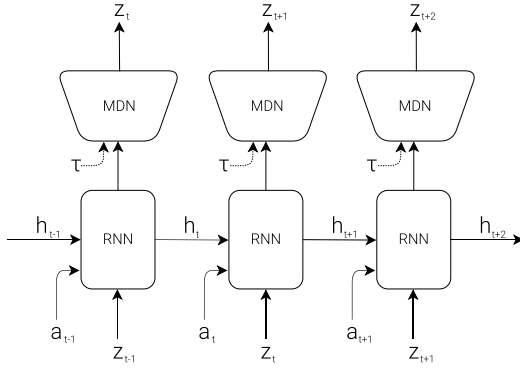 z_t z_{t+1} z_{t+2}
MDN MDN MDN
τ τ τ
h_{t-1} RNN h_t RNN h_{t+1} RNN h_{t+2}
a_{t-1} a_t a_{t+1}
z_{t-1} z_t z_{t+1}